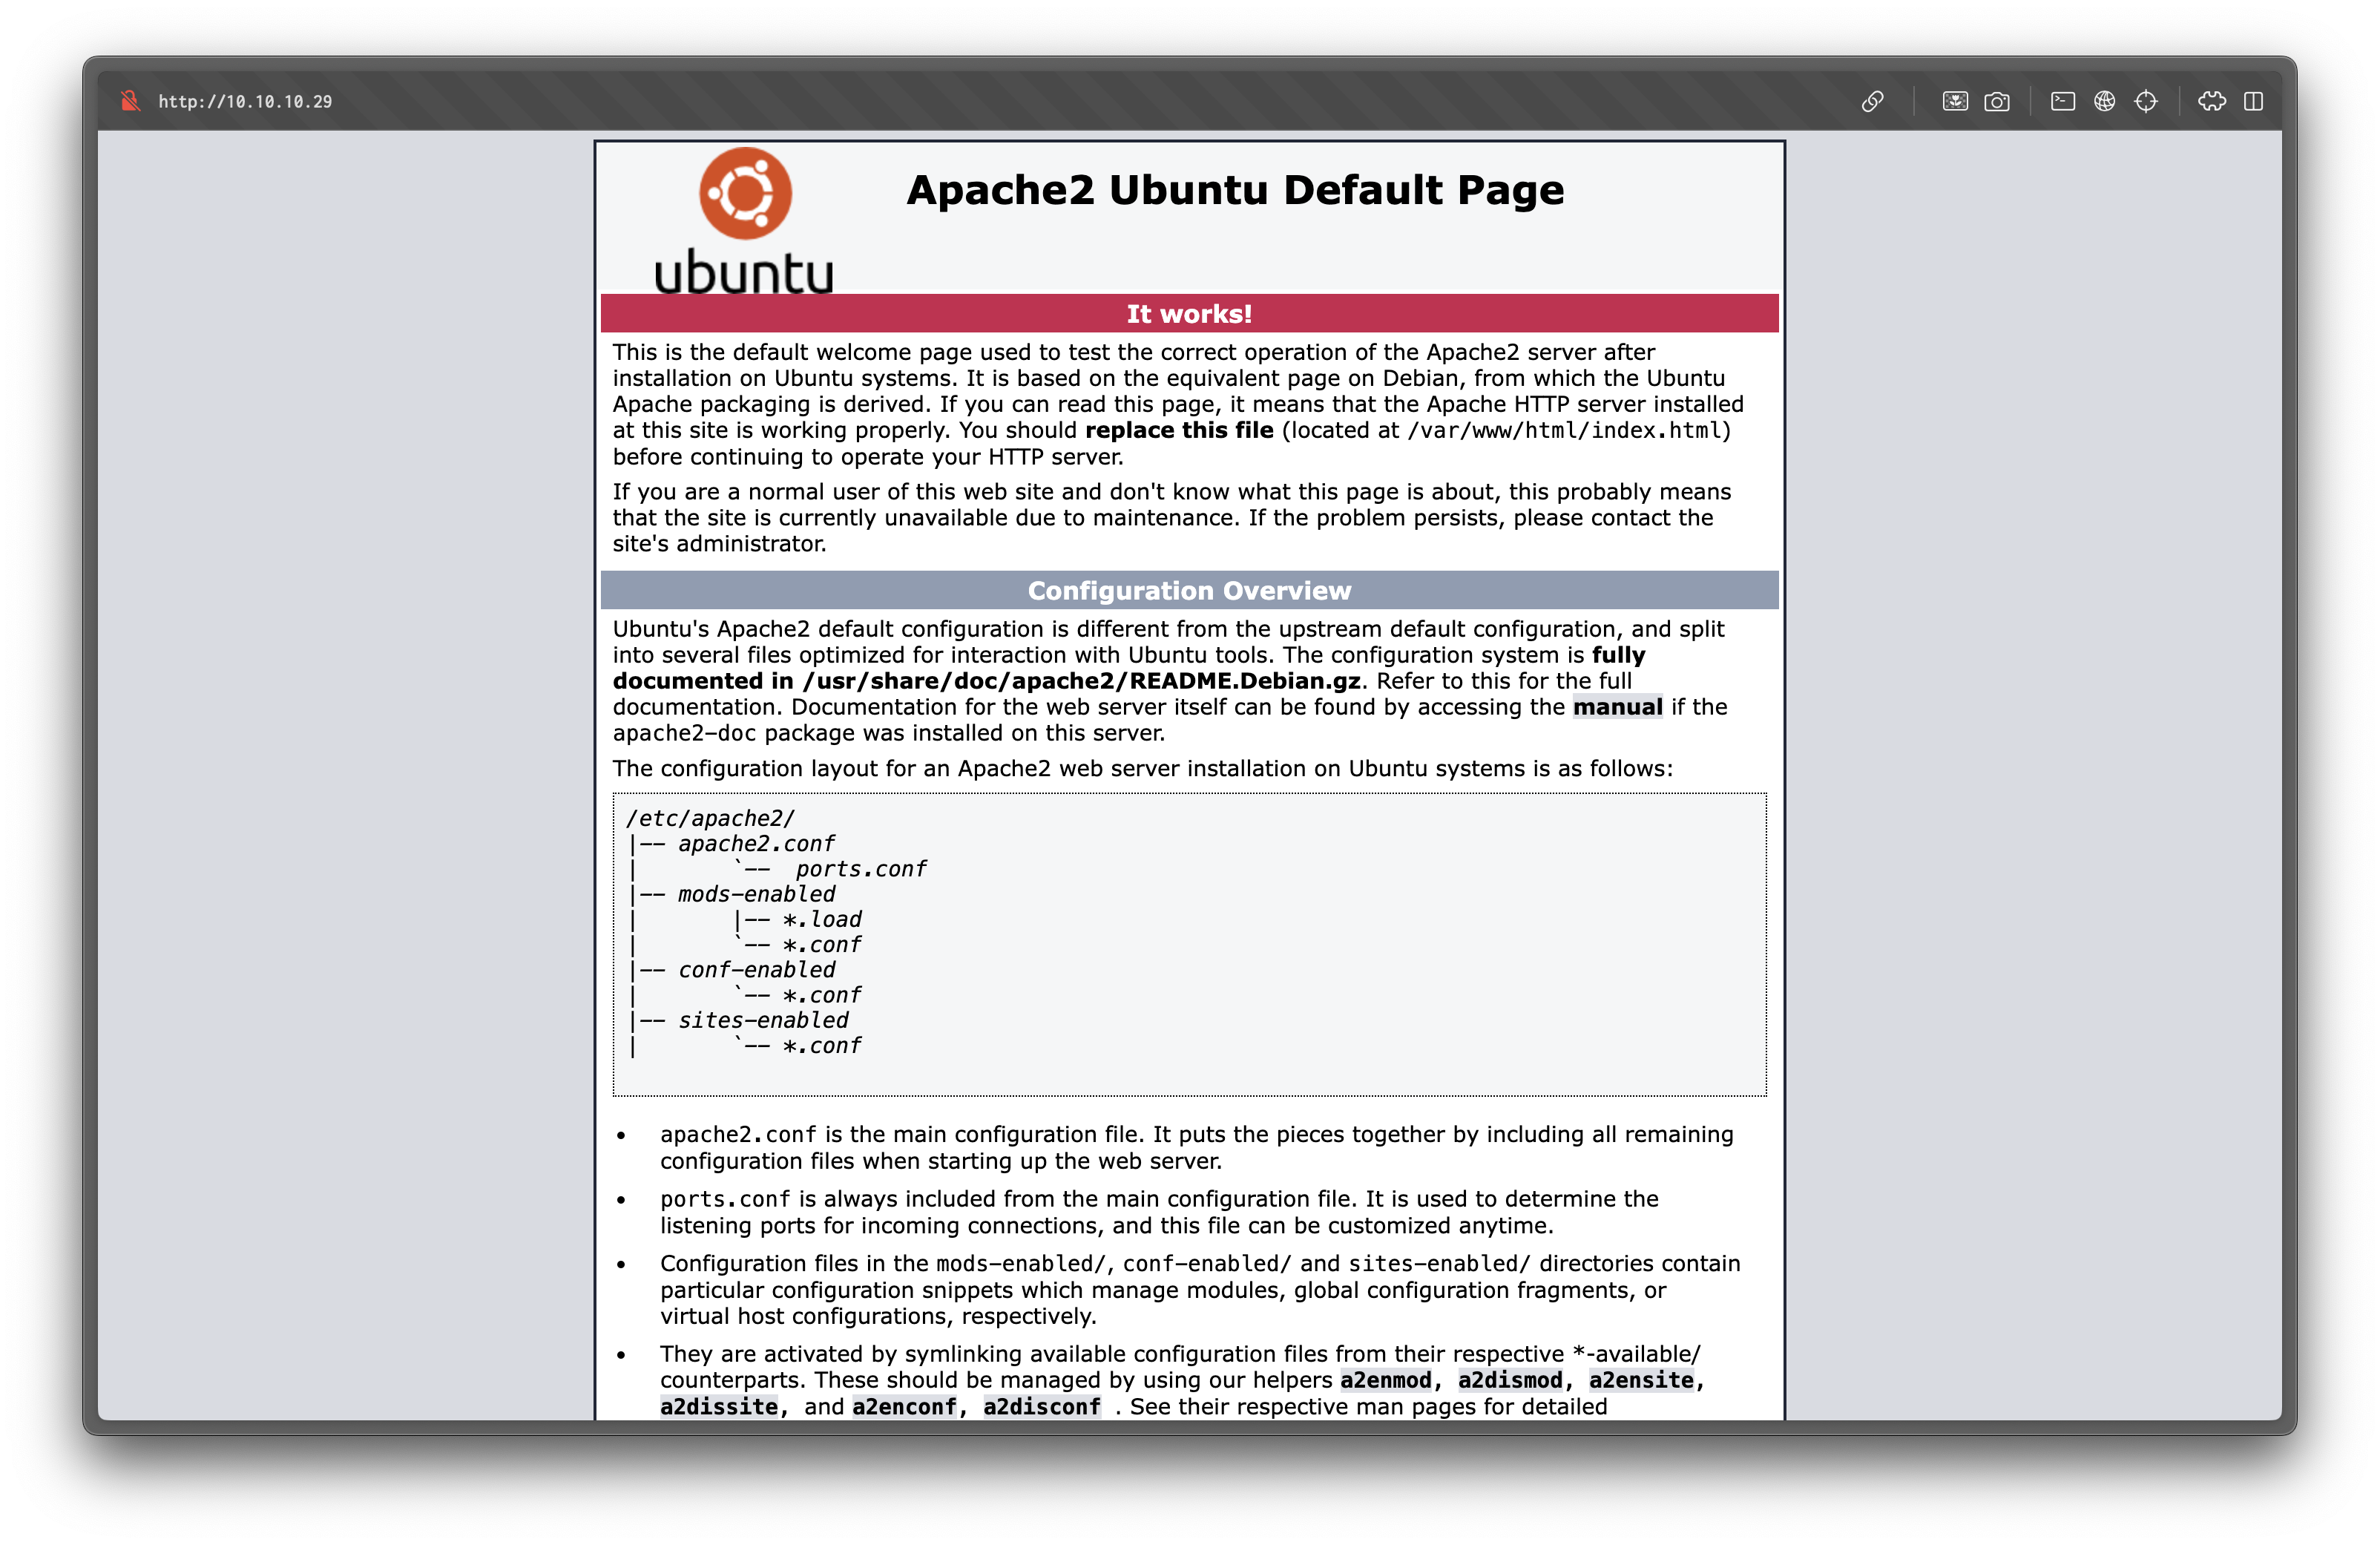 http://10.10.10.29
ubuntu
Apache2 Ubuntu Default Page
It works!
This is the default welcome page used to test the correct operation of the Apache2 server after
installation on Ubuntu systems. It is based on the equivalent page on Debian, from which the Ubuntu
Apache packaging is derived. If you can read this page, it means that the Apache HTTP server installed
at this site is working properly. You should replace this file (located at /var/www/html/index.html)
before continuing to operate your HTTP server.
If you are a normal user of this web site and don't know what this page is about, this probably means
that the site is currently unavailable due to maintenance. If the problem persists, please contact the
site's administrator.
Configuration Overview
Ubuntu's Apache2 default configuration is different from the upstream default configuration, and split
into several files optimized for interaction with Ubuntu tools. The configuration system is fully
documented in /usr/share/doc/apache2/README.Debian.gz. Refer to this for the full
documentation. Documentation for the web server itself can be found by accessing the manual if the
apache2-doc package was installed on this server.
The configuration layout for an Apache2 web server installation on Ubuntu systems is as follows:
/etc/apache2/
|-- apache2.conf
|       `--  ports.conf
|-- mods-enabled
|       |-- *.load
|       `-- *.conf
|-- conf-enabled
|       `-- *.conf
|-- sites-enabled
|       `-- *.conf
• apache2.conf is the main configuration file. It puts the pieces together by including all remaining
configuration files when starting up the web server.
• ports.conf is always included from the main configuration file. It is used to determine the
listening ports for incoming connections, and this file can be customized anytime.
• Configuration files in the mods-enabled/, conf-enabled/ and sites-enabled/ directories contain
particular configuration snippets which manage modules, global configuration fragments, or
virtual host configurations, respectively.
• They are activated by symlinking available configuration files from their respective *-available/
counterparts. These should be managed by using our helpers a2enmod, a2dismod, a2ensite,
a2dissite, and a2enconf, a2disconf . See their respective man pages for detailed